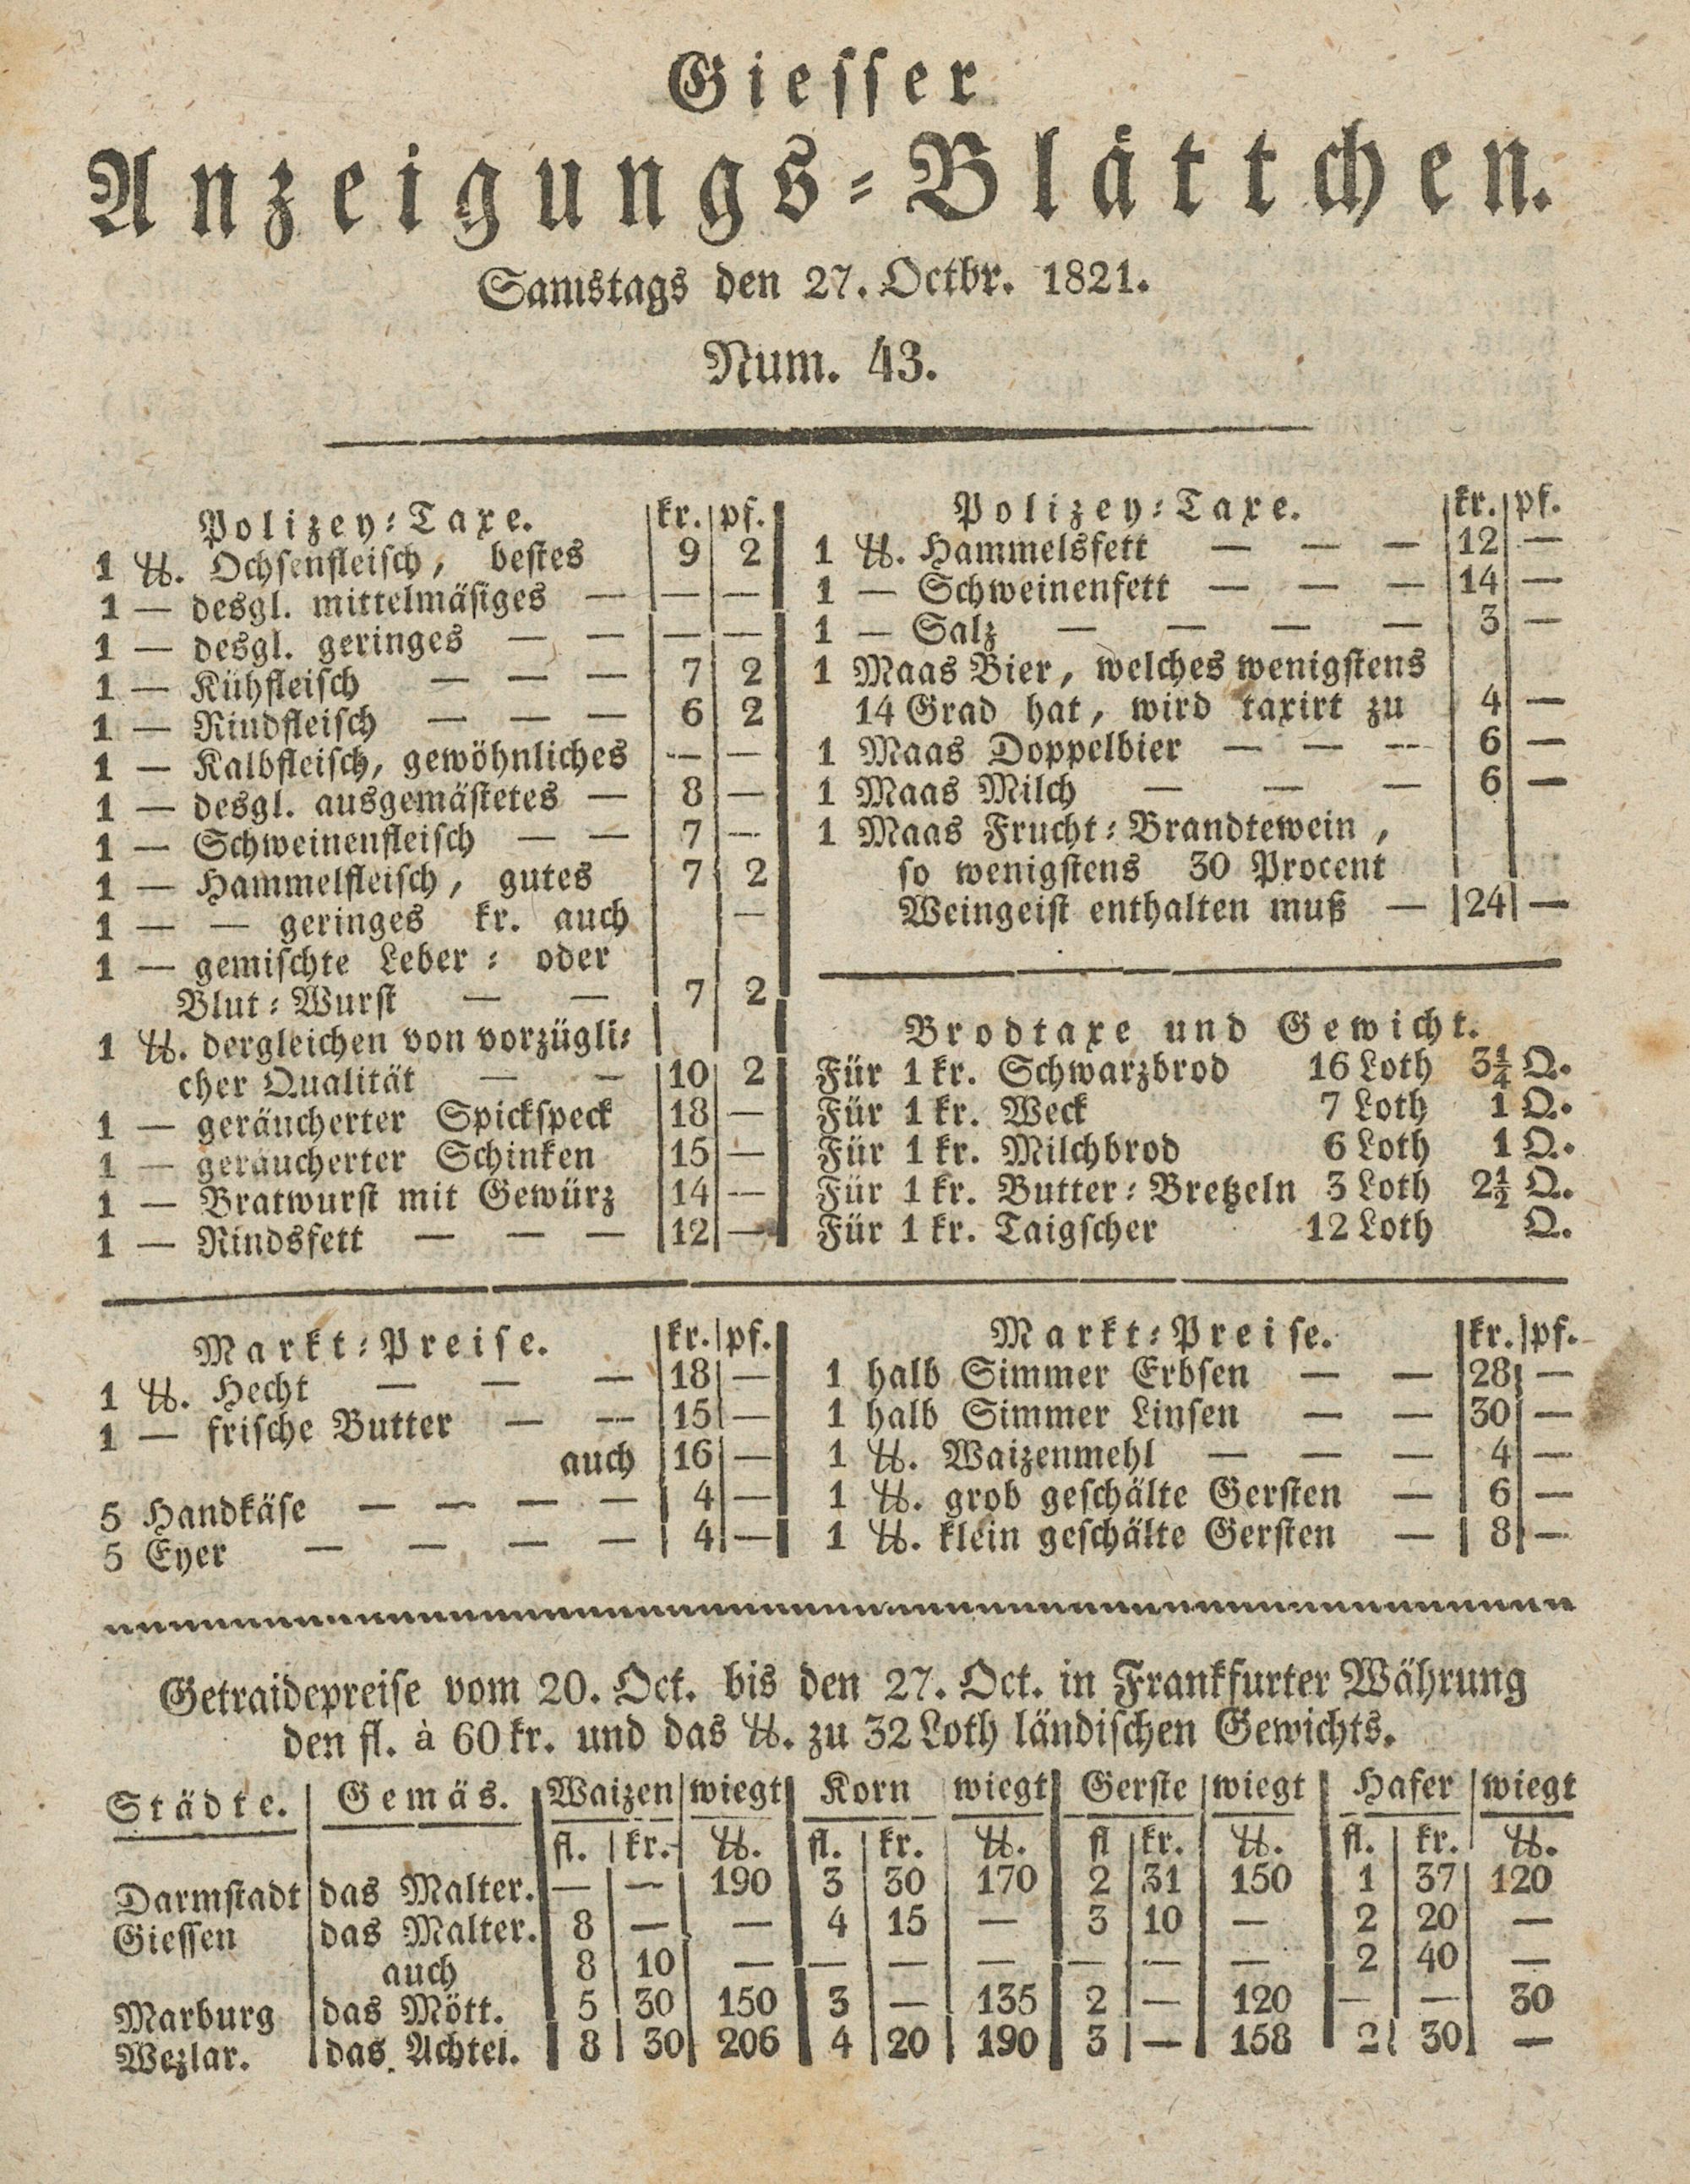 Giesser
Anzeigungs-Blättchen.
Samstags den 27. Octbr. 1821.
Num. 43.
Polizey-Taxe. kr. pf.
1 ℔. Ochsenfleisch, bestes 9 2
1 — desgl. mittelmäsiges — — —
1 — desgl. geringes — — — —
1 — Kühfleisch — — — 7 2
1 — Rindfleisch — — — 6 2
1 — Kalbfleisch, gewöhnliches — —
1 — desgl. ausgemästetes — 8 —
1 — Schweinenfleisch — — 7 —
1 — Hammelfleisch, gutes 7 2
1 — — geringes kr. auch —
1 — gemischte Leber- oder
Blut-Wurst — — 7 2
1 ℔. dergleichen von vorzügli-
cher Qualität — — 10 2
1 — geräucherter Spickspeck 18 —
1 — geräucherter Schinken 15 —
1 — Bratwurst mit Gewürz 14 —
1 — Rindsfett — — — 12 —
Polizey-Taxe. kr. pf.
1 ℔. Hammelsfett — — — 12 —
1 — Schweinenfett — — — 14 —
1 — Salz — — — — 3 —
1 Maas Bier, welches wenigstens
14 Grad hat, wird taxirt zu 4 —
1 Maas Doppelbier — — — 6 —
1 Maas Milch — — — 6 —
1 Maas Frucht-Brandtewein,
so wenigstens 30 Procent
Weingeist enthalten muß — 24 —
Brodtaxe und Gewicht.
Für 1 kr. Schwarzbrod 16 Loth 3¼ Q.
Für 1 kr. Weck 7 Loth 1 Q.
Für 1 kr. Milchbrod 6 Loth 1 Q.
Für 1 kr. Butter-Bretzeln 3 Loth 2½ Q.
Für 1 kr. Taigscher 12 Loth Q.
Markt-Preise. kr. pf.
1 ℔. Hecht — — — 18 —
1 — frische Butter — — 15 —
auch 16 —
5 Handkäse — — — — 4 —
5 Eyer — — — — 4 —
Markt-Preise. kr. pf.
1 halb Simmer Erbsen — — 28 —
1 halb Simmer Linsen — — 30 —
1 ℔. Waizenmehl — — — 4 —
1 ℔. grob geschälte Gersten — 6 —
1 ℔. klein geschälte Gersten — 8 —
Getraidepreise vom 20. Oct. bis den 27. Oct. in Frankfurter Währung
den fl. à 60 kr. und das ℔. zu 32 Loth ländischen Gewichts.
Städte. Gemäs. Waizen wiegt Korn wiegt Gerste wiegt Hafer wiegt
fl. kr. ℔. fl. kr. ℔. fl kr. ℔. fl. kr. ℔.
Darmstadt das Malter. — — 190 3 30 170 2 31 150 1 37 120
Giessen das Malter. 8 — — 4 15 — 3 10 — 2 20 —
auch 8 10 — — — — — — — 2 40 —
Marburg das Mött. 5 30 150 3 — 135 2 — 120 — — 30
Wezlar. das Achtel. 8 30 206 4 20 190 3 — 158 2 30 —